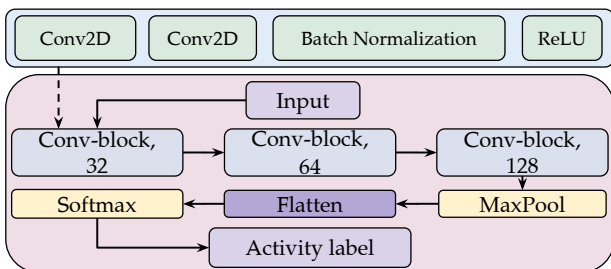 Conv2D
Conv2D
Batch Normalization
ReLU
Input
Conv-block,
32
Conv-block,
64
Conv-block,
128
Softmax
Flatten
MaxPool
Activity label